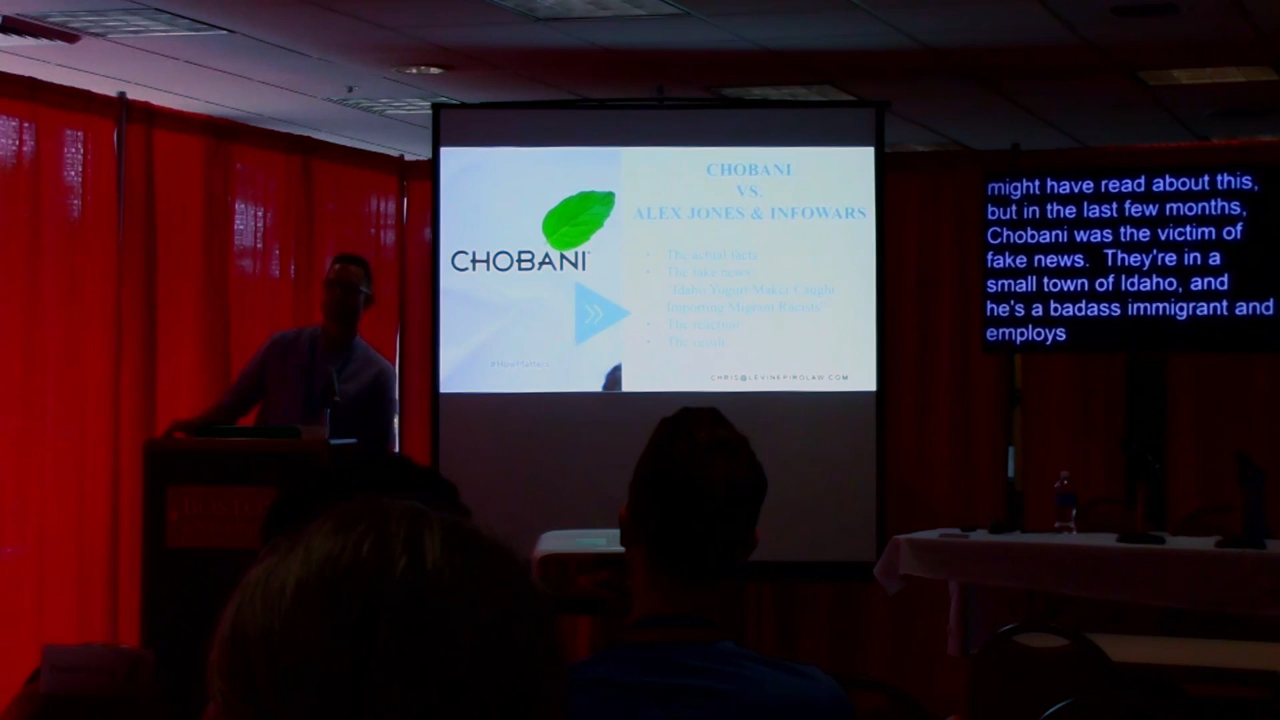 CHOBANI
VS.
ALEX JONES & INFOWARS
CHOBANI
• The actual facts
• The fake news:
"Idaho Yogurt Maker Caught
Importing Migrant Rapists"
• The reaction
• The result
#HowMatters
CHRIS@LEVINEPIROLAW.COM
might have read about this,
but in the last few months,
Chobani was the victim of
fake news. They're in a
small town of Idaho, and
he's a badass immigrant and
employs